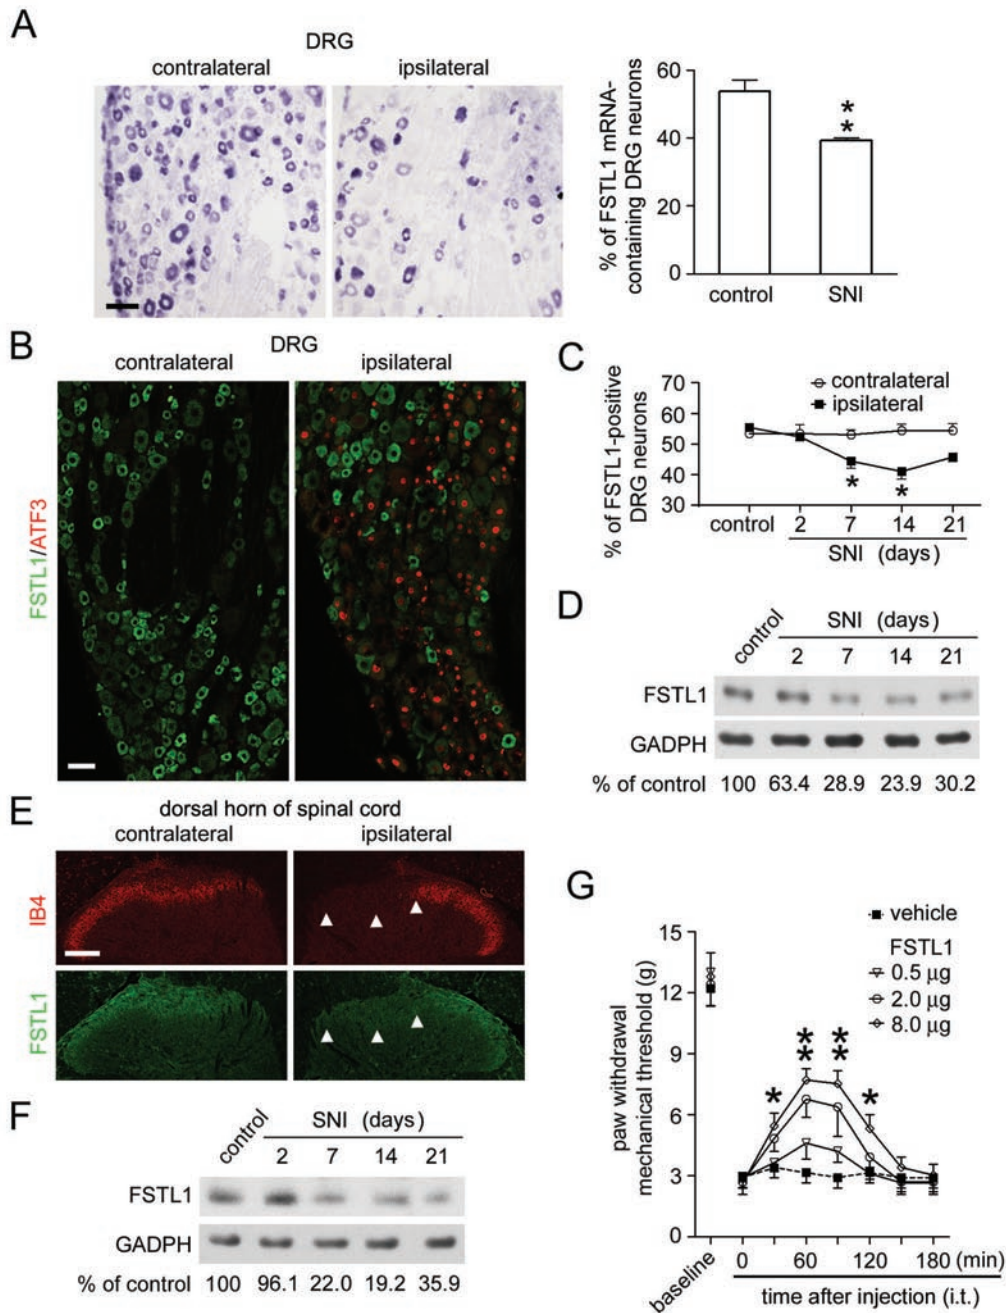 A
DRG
contralateral
ipsilateral
% of FSTL1 mRNA-
containing DRG neurons
60
40
20
0
**
control
SNI
B
DRG
contralateral
ipsilateral
FSTL1/ATF3
C
% of FSTL1-positive
DRG neurons
70
60
50
40
30
contralateral
ipsilateral
*
*
control
2
7
14
21
SNI (days)
D
control
SNI (days)
2
7
14
21
FSTL1
GADPH
% of control
100
63.4
28.9
23.9
30.2
E
dorsal horn of spinal cord
contralateral
ipsilateral
IB4
FSTL1
F
control
SNI (days)
2
7
14
21
FSTL1
GADPH
% of control
100
96.1
22.0
19.2
35.9
G
vehicle
FSTL1
0.5 µg
2.0 µg
8.0 µg
paw withdrawal
mechanical threshold (g)
15
12
9
6
3
0
*
**
**
*
baseline
0
60
120
180
(min)
time after injection (i.t.)